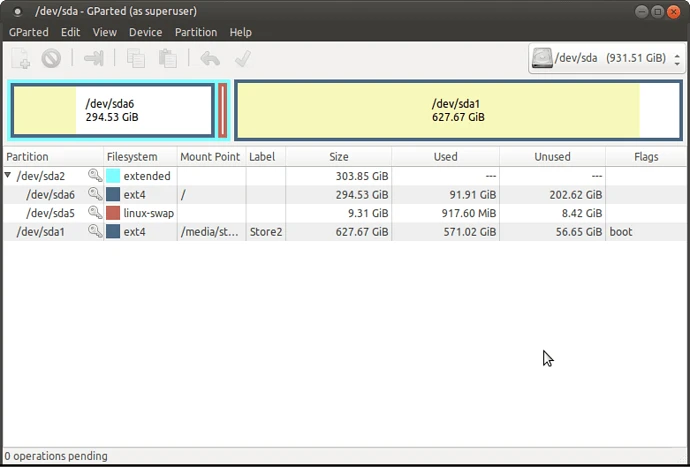 /dev/sda - GParted (as superuser)
GParted Edit View Device Partition Help
/dev/sda (931.51 GiB)
/dev/sda6
294.53 GiB
/dev/sda1
627.67 GiB
Partition Filesystem Mount Point Label Size Used Unused Flags
/dev/sda2 extended 303.85 GiB --- ---
/dev/sda6 ext4 / 294.53 GiB 91.91 GiB 202.62 GiB
/dev/sda5 linux-swap 9.31 GiB 917.60 MiB 8.42 GiB
/dev/sda1 ext4 /media/st... Store2 627.67 GiB 571.02 GiB 56.65 GiB boot
0 operations pending